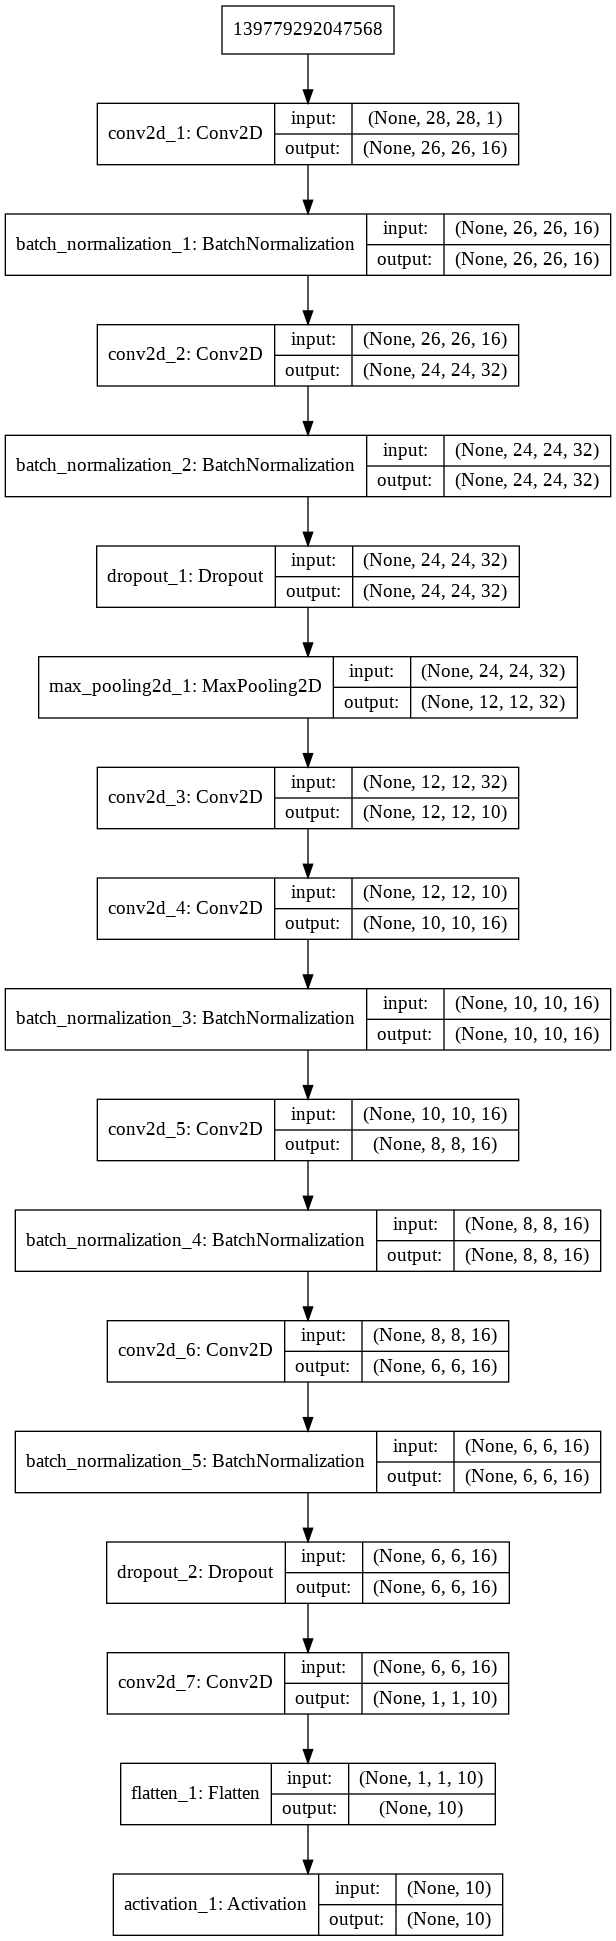 139779292047568
conv2d_1: Conv2D input: (None, 28, 28, 1)
output: (None, 26, 26, 16)
batch_normalization_1: BatchNormalization input: (None, 26, 26, 16)
output: (None, 26, 26, 16)
conv2d_2: Conv2D input: (None, 26, 26, 16)
output: (None, 24, 24, 32)
batch_normalization_2: BatchNormalization input: (None, 24, 24, 32)
output: (None, 24, 24, 32)
dropout_1: Dropout input: (None, 24, 24, 32)
output: (None, 24, 24, 32)
max_pooling2d_1: MaxPooling2D input: (None, 24, 24, 32)
output: (None, 12, 12, 32)
conv2d_3: Conv2D input: (None, 12, 12, 32)
output: (None, 12, 12, 10)
conv2d_4: Conv2D input: (None, 12, 12, 10)
output: (None, 10, 10, 16)
batch_normalization_3: BatchNormalization input: (None, 10, 10, 16)
output: (None, 10, 10, 16)
conv2d_5: Conv2D input: (None, 10, 10, 16)
output: (None, 8, 8, 16)
batch_normalization_4: BatchNormalization input: (None, 8, 8, 16)
output: (None, 8, 8, 16)
conv2d_6: Conv2D input: (None, 8, 8, 16)
output: (None, 6, 6, 16)
batch_normalization_5: BatchNormalization input: (None, 6, 6, 16)
output: (None, 6, 6, 16)
dropout_2: Dropout input: (None, 6, 6, 16)
output: (None, 6, 6, 16)
conv2d_7: Conv2D input: (None, 6, 6, 16)
output: (None, 1, 1, 10)
flatten_1: Flatten input: (None, 1, 1, 10)
output: (None, 10)
activation_1: Activation input: (None, 10)
output: (None, 10)